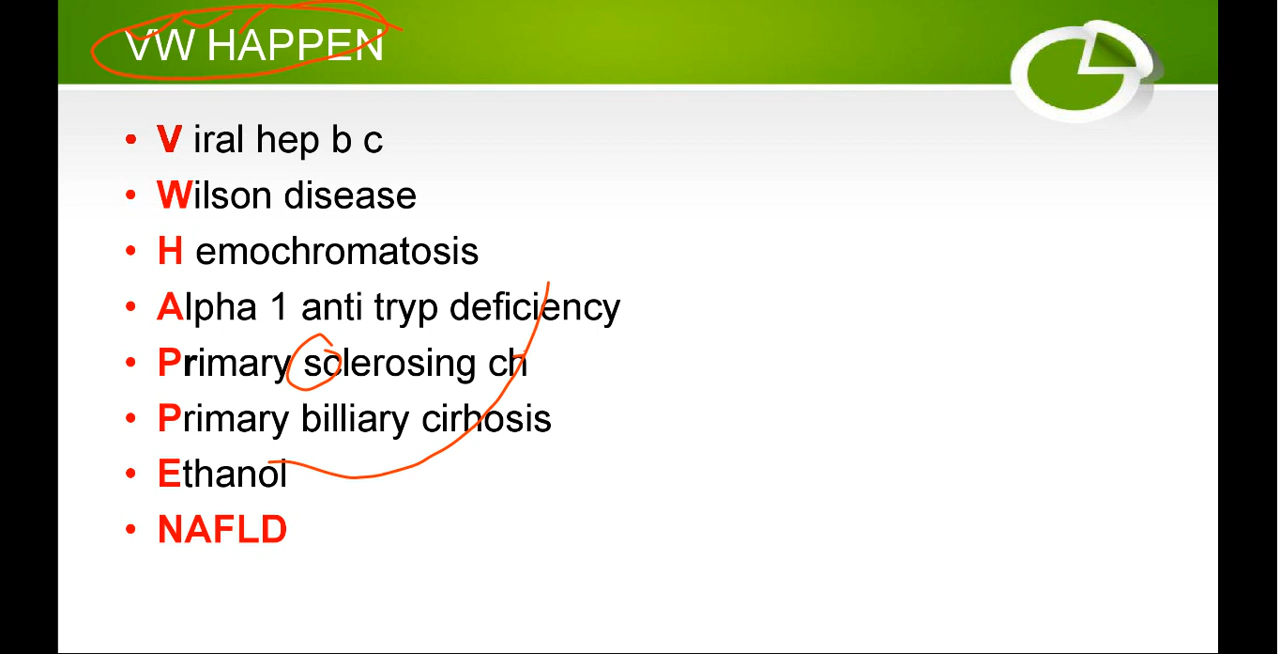 VW HAPPEN
• V iral hep b c
• Wilson disease
• H emochromatosis
• Alpha 1 anti tryp deficiency
• Primary sclerosing ch
• Primary billiary cirhosis
• Ethanol
• NAFLD